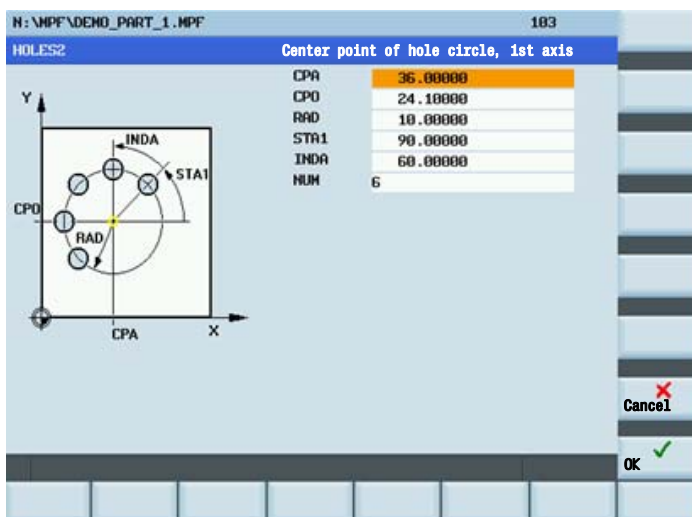 N:\MPF\DEMO_PART_1.MPF 103
HOLES2 Center point of hole circle, 1st axis
CPA 36.00000
CPO 24.10000
RAD 10.00000
STA1 90.00000
INDA 60.00000
NUM 6
Y
INDA
STA1
CPO
RAD
CPA X
Cancel
OK